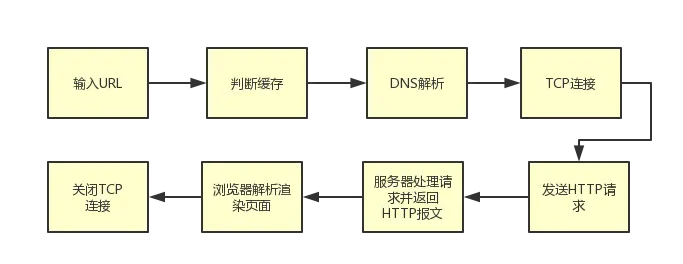 输入URL
判断缓存
DNS解析
TCP连接
发送HTTP请
求
服务器处理请
求并返回
HTTP报文
浏览器解析渲
染页面
关闭TCP
连接